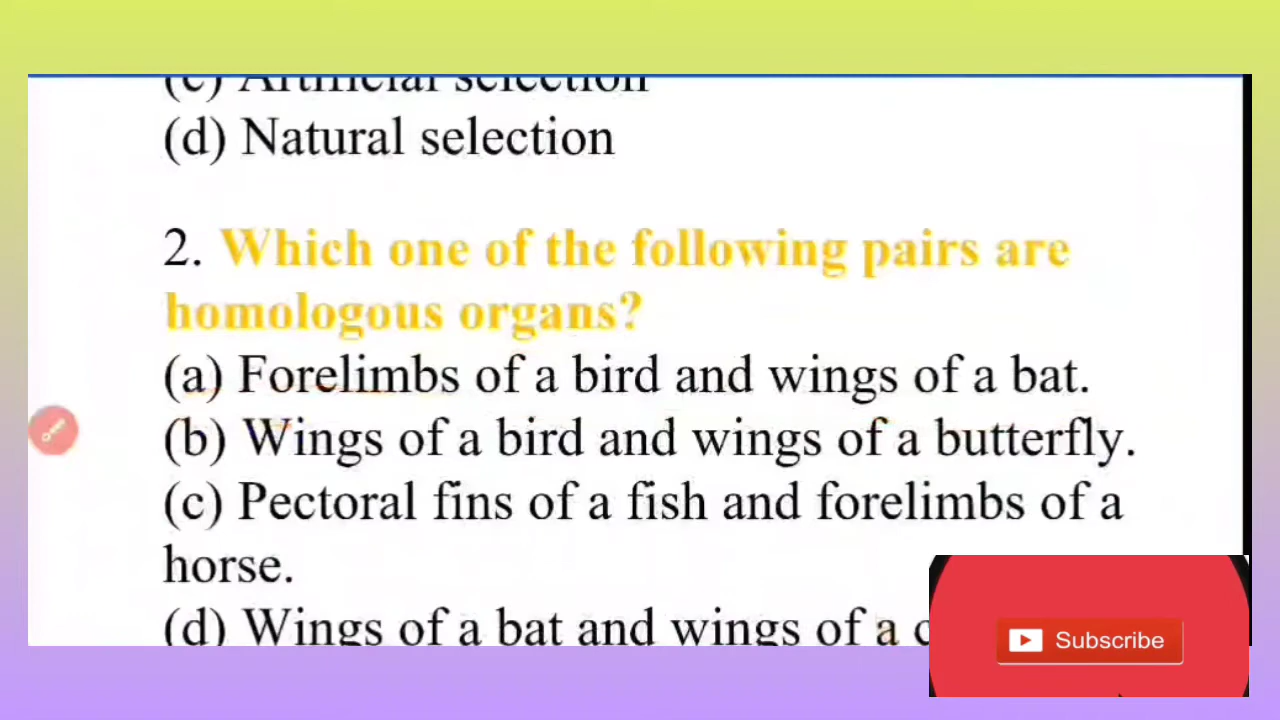 (c) Artificial selection
(d) Natural selection
2. Which one of the following pairs are
homologous organs?
(a) Forelimbs of a bird and wings of a bat.
(b) Wings of a bird and wings of a butterfly.
(c) Pectoral fins of a fish and forelimbs of a
horse.
(d) Wings of a bat and wings of a
Subscribe